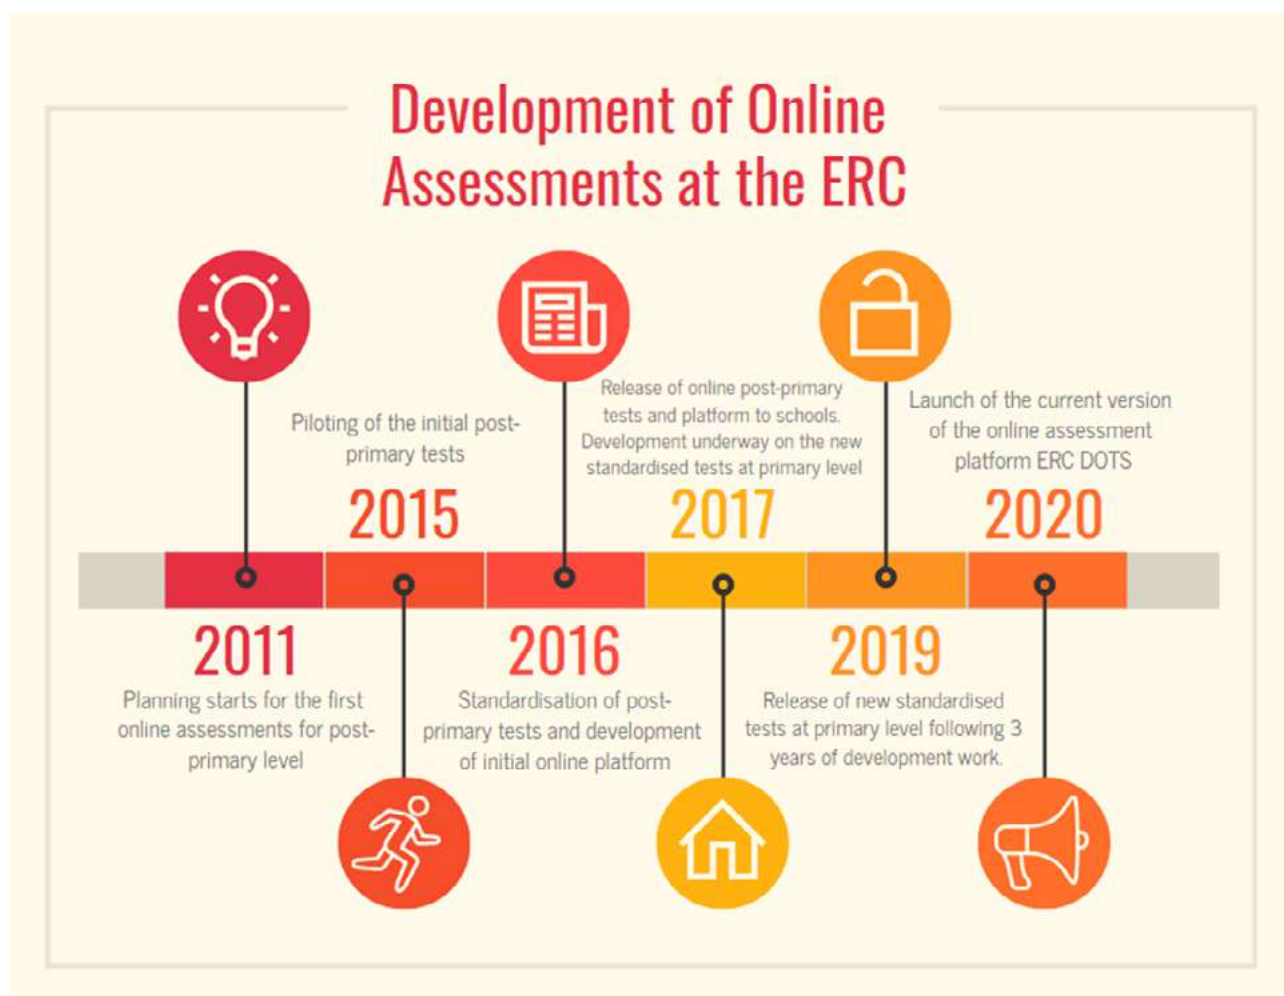 Development of Online
Assessments at the ERC
2011
Planning starts for the first
online assessments for post-
primary level
Piloting of the initial post-
primary tests
2015
2016
Standardisation of post-
primary tests and development
of initial online platform
Release of online post-primary
tests and platform to schools.
Development underway on the new
standardised tests at primary level
2017
2019
Release of new standardised
tests at primary level following 3
years of development work.
Launch of the current version
of the online assessment
platform ERC DOTS
2020